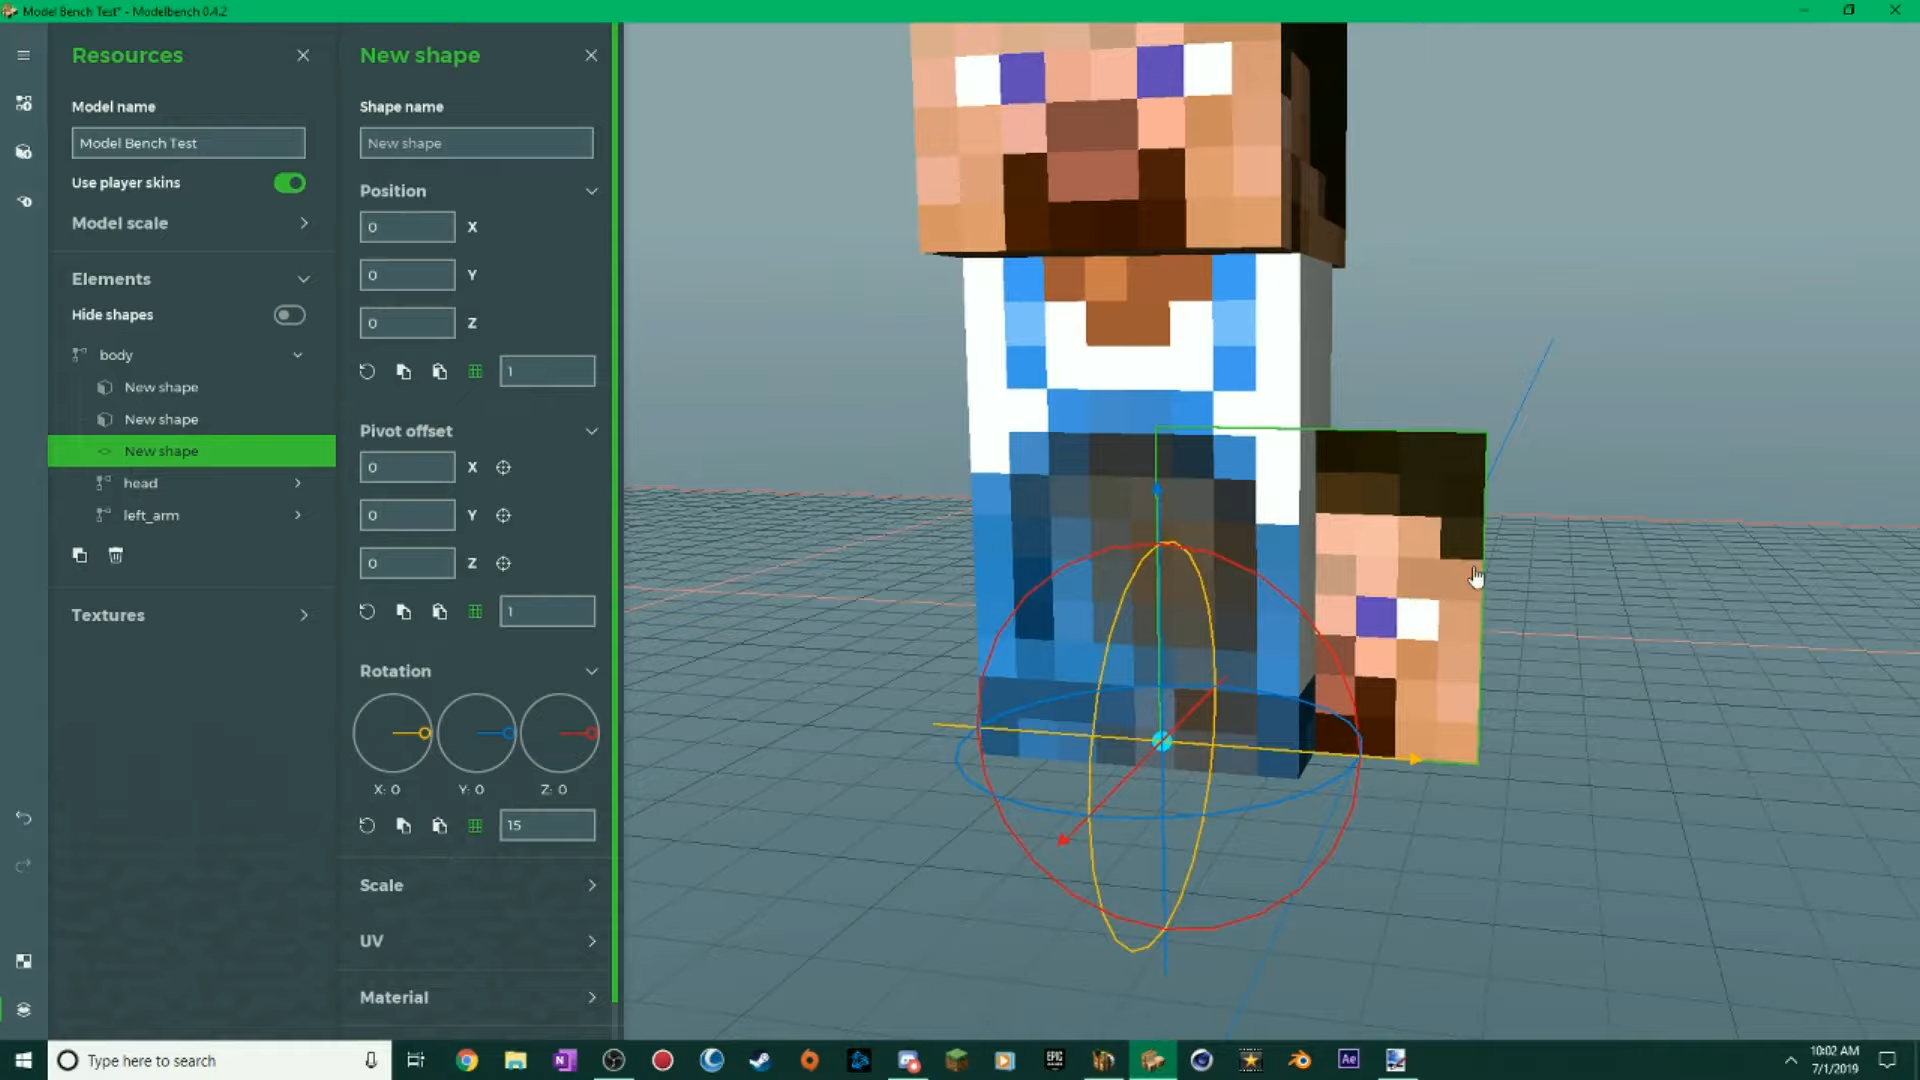 Model Bench Test* - Modelbench 0.4.2
Resources
Model name
Model Bench Test
Use player skins
Model scale
Elements
Hide shapes
body
New shape
New shape
New shape
head
left_arm
Textures
New shape
Shape name
New shape
Position
0 X
0 Y
0 Z
1
Pivot offset
0 X
0 Y
0 Z
1
Rotation
X: 0 Y: 0 Z: 0
15
Scale
UV
Material
Type here to search
N
EPIC
GAMES
Ae
10:02 AM
7/1/2019